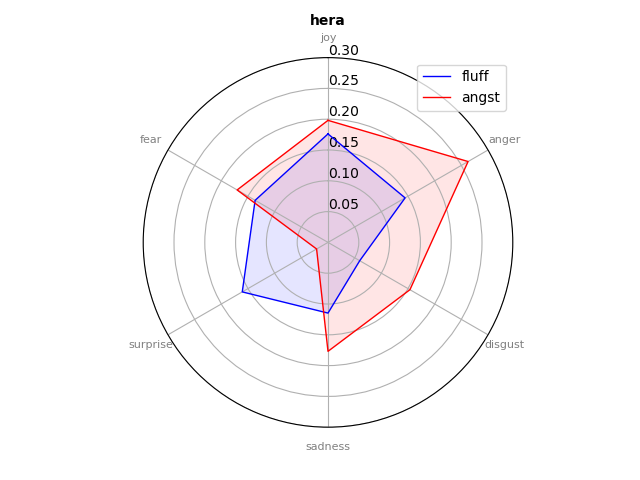 hera
joy
0.30
fluff
angst
0.25
0.20
0.15
0.10
0.05
fear
anger
surprise
disgust
sadness